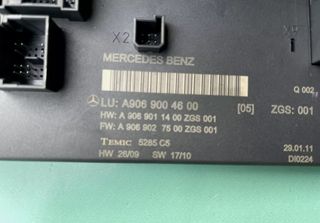 X2
MERCEDES BENZ
Q 002
LU: A906 900 46 00 [05] ZGS: 001
HW: A 906 901 14 00 ZGS 001
FW: A 906 902 75 00 ZGS 001
TEMIC 5285 C5
29.01.11
HW 26/09 SW 17/10
DI0224